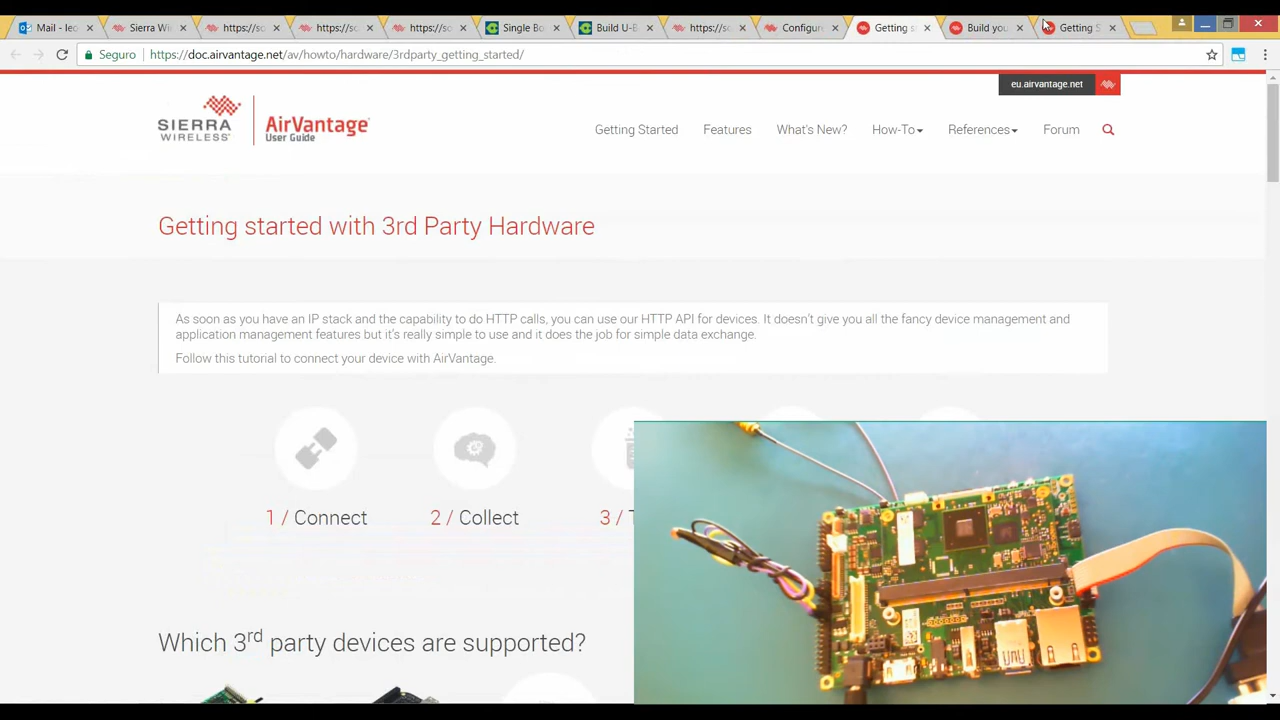 Mail - leo
Sierra Wire
https://so
https://so
https://so
Single Bo
Build U-B
https://so
Configure
Getting s
Build you
Getting S
Seguro
https://doc.airvantage.net/av/howto/hardware/3rdparty_getting_started/
eu.airvantage.net
SIERRA
WIRELESS
AirVantage
User Guide
Getting Started
Features
What's New?
How-To
References
Forum
Getting started with 3rd Party Hardware
As soon as you have an IP stack and the capability to do HTTP calls, you can use our HTTP API for devices. It doesn't give you all the fancy device management and
application management features but it's really simple to use and it does the job for simple data exchange.
Follow this tutorial to connect your device with AirVantage.
1 / Connect
2 / Collect
3 / T
Which 3rd party devices are supported?